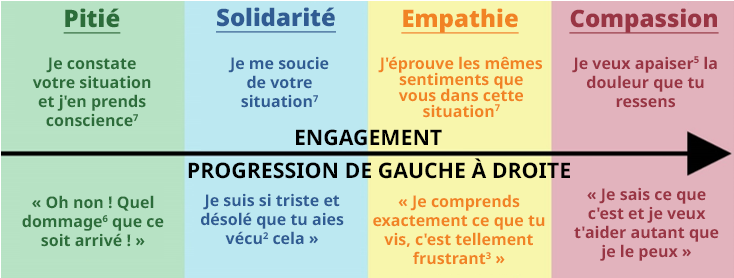 Pitié
Je constate
votre situation
et j'en prends
conscience⁷
Solidarité
Je me soucie
de votre
situation⁷
Empathie
J'éprouve les mêmes
sentiments que
vous dans cette
situation⁷
Compassion
Je veux apaiser⁵ la
douleur que tu
ressens
ENGAGEMENT
PROGRESSION DE GAUCHE À DROITE
« Oh non ! Quel
dommage⁶ que ce
soit arrivé ! »
Je suis si triste et
désolé que tu aies
vécu² cela »
« Je comprends
exactement ce que tu
vis, c'est tellement
frustrant³ »
« Je sais ce que
c'est et je veux
t'aider autant que
je le peux »